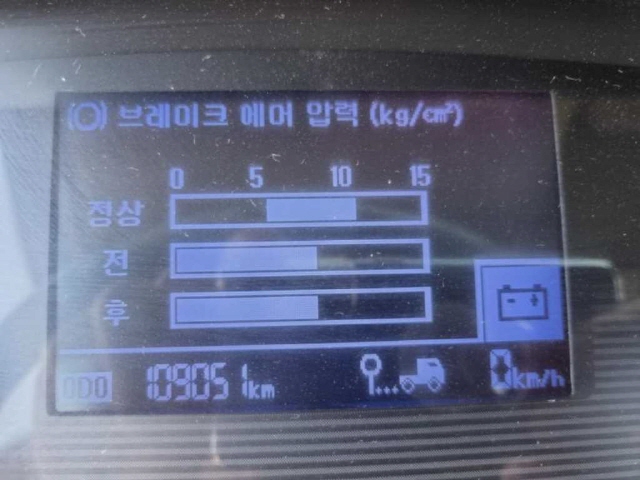 브레이크 에어 압력 (kg/㎠)
0 5 10 15
정상
전
후
ODO 109051km 0km/h